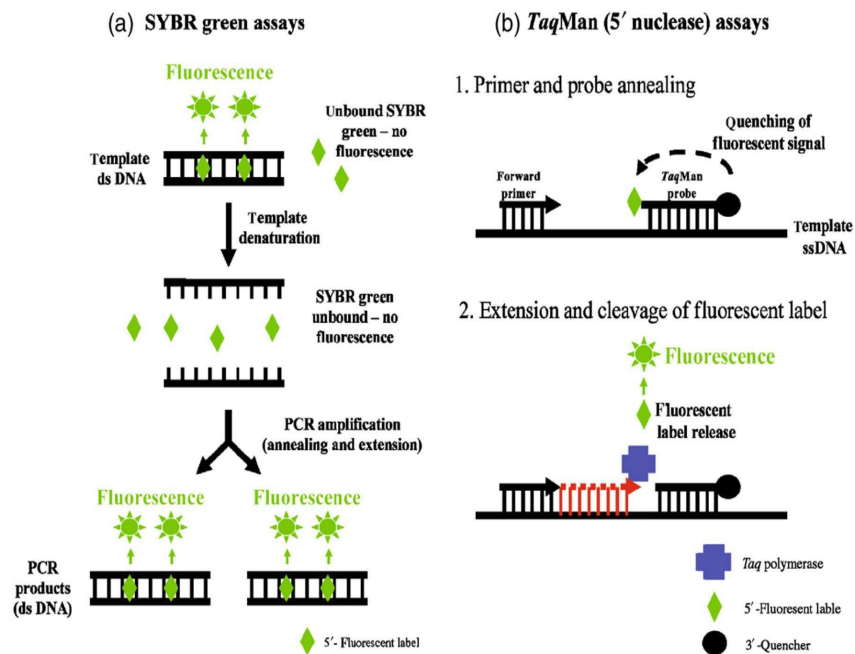 (a) SYBR green assays
Fluorescence
Unbound SYBR
green – no
fluorescence
Template
ds DNA
Template
denaturation
SYBR green
unbound – no
fluorescence
PCR amplification
(annealing and extension)
Fluorescence
Fluorescence
PCR
products
(ds DNA)
5′- Fluorescent label
(b) TaqMan (5′ nuclease) assays
1. Primer and probe annealing
Quenching of
fluorescent signal
Forward
primer
TaqMan
probe
Template
ssDNA
2. Extension and cleavage of fluorescent label
Fluorescence
Fluorescent
label release
Taq polymerase
5′-Fluoresent lable
3′-Quencher